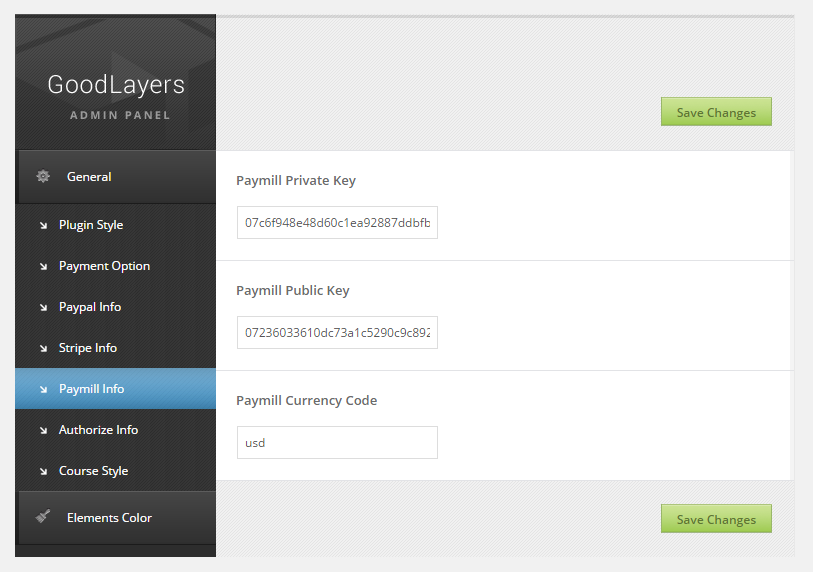 GoodLayers
ADMIN PANEL
Save Changes
General
Plugin Style
Payment Option
Paypal Info
Stripe Info
Paymill Info
Authorize Info
Course Style
Elements Color
Paymill Private Key
07c6f948e48d60c1ea92887ddbfb
Paymill Public Key
07236033610dc73a1c5290c9c892
Paymill Currency Code
usd
Save Changes